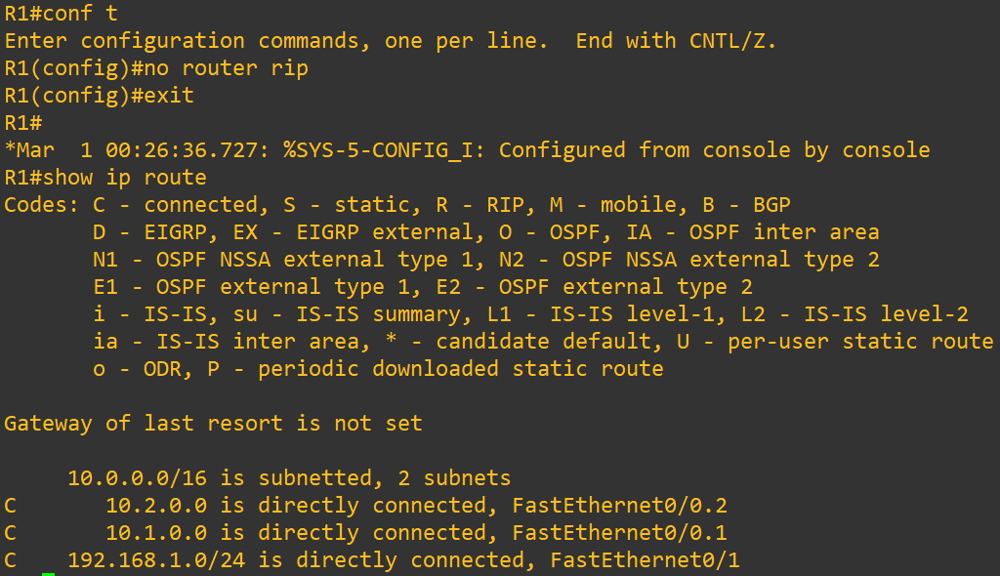 R1#conf t
Enter configuration commands, one per line.  End with CNTL/Z.
R1(config)#no router rip
R1(config)#exit
R1#
*Mar  1 00:26:36.727: %SYS-5-CONFIG_I: Configured from console by console
R1#show ip route
Codes: C - connected, S - static, R - RIP, M - mobile, B - BGP
       D - EIGRP, EX - EIGRP external, O - OSPF, IA - OSPF inter area
       N1 - OSPF NSSA external type 1, N2 - OSPF NSSA external type 2
       E1 - OSPF external type 1, E2 - OSPF external type 2
       i - IS-IS, su - IS-IS summary, L1 - IS-IS level-1, L2 - IS-IS level-2
       ia - IS-IS inter area, * - candidate default, U - per-user static route
       o - ODR, P - periodic downloaded static route

Gateway of last resort is not set

     10.0.0.0/16 is subnetted, 2 subnets
C       10.2.0.0 is directly connected, FastEthernet0/0.2
C       10.1.0.0 is directly connected, FastEthernet0/0.1
C    192.168.1.0/24 is directly connected, FastEthernet0/1